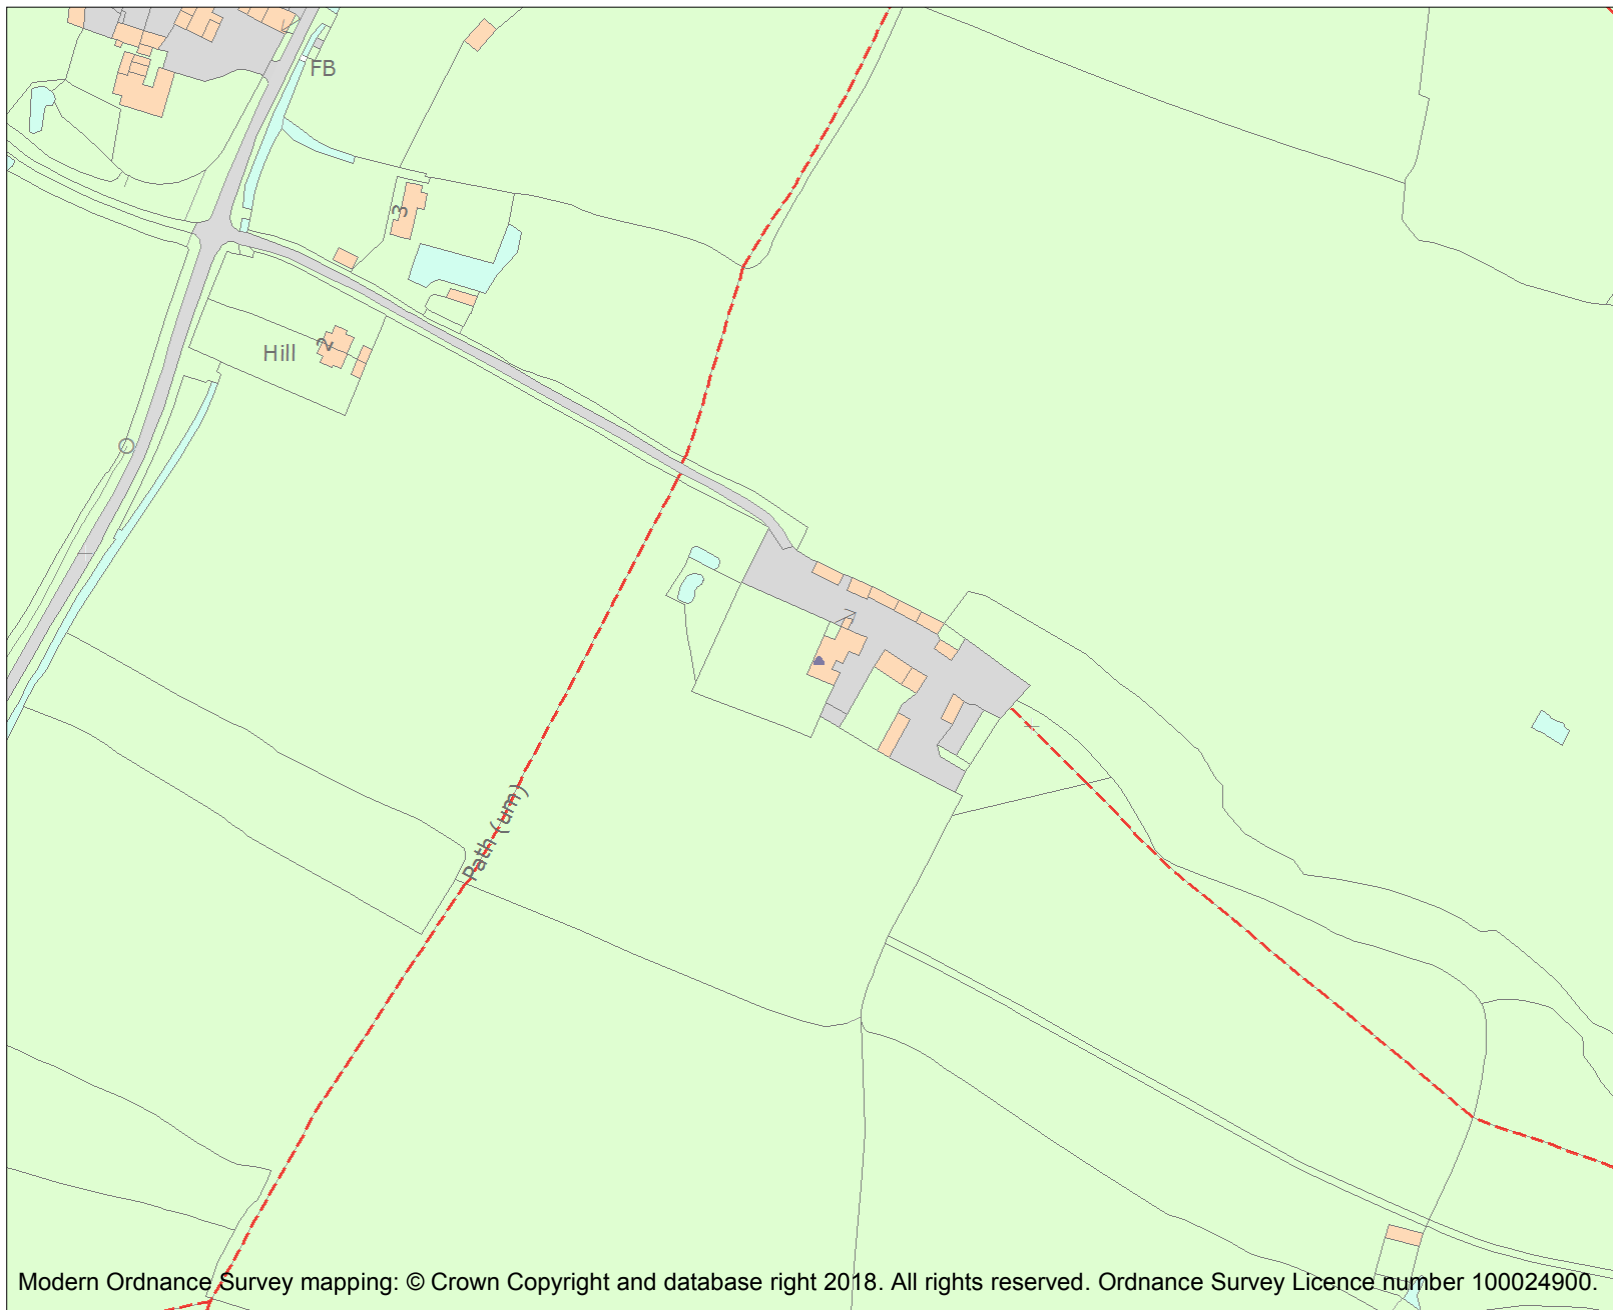 FB
3
2
Hill
1
Path (um)
Modern Ordnance Survey mapping: © Crown Copyright and database right 2018. All rights reserved. Ordnance Survey Licence number 100024900.